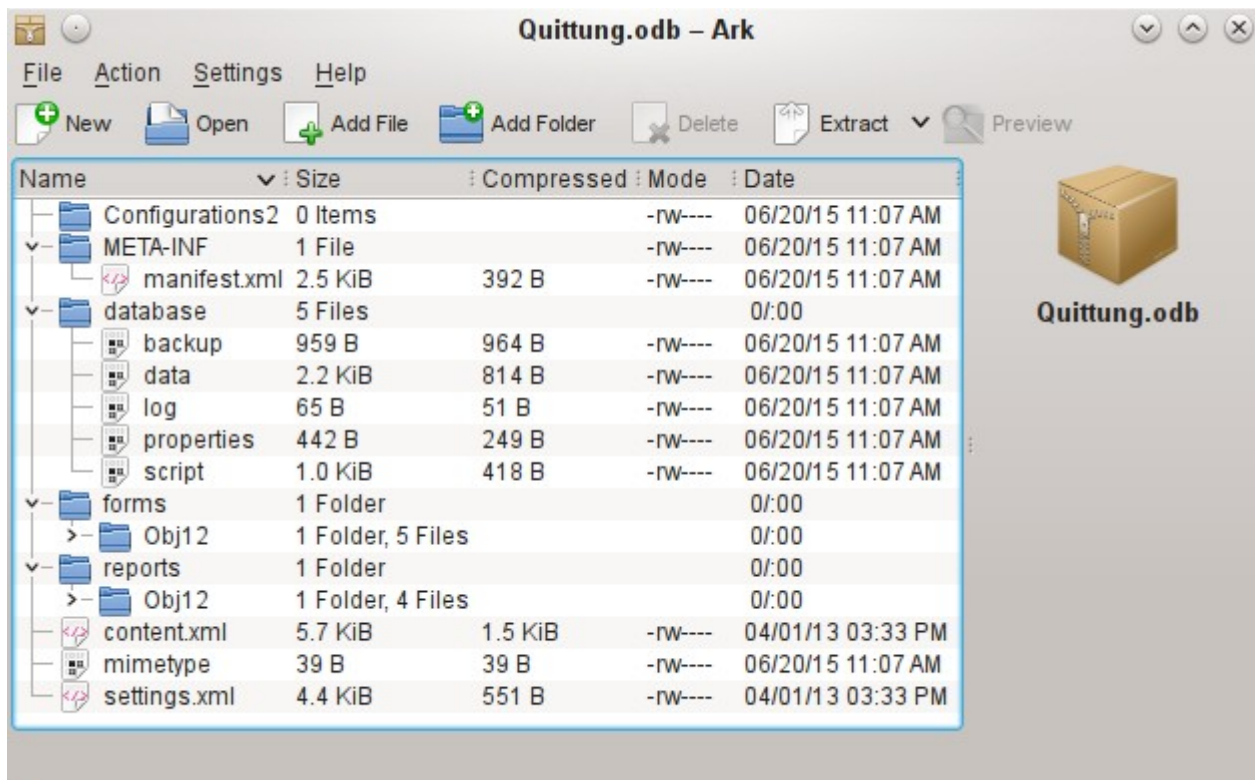 Quittung.odb – Ark
File Action Settings Help
New Open Add File Add Folder Delete Extract Preview
Name Size Compressed Mode Date
Configurations2 0 Items -rw---- 06/20/15 11:07 AM
META-INF 1 File -rw---- 06/20/15 11:07 AM
manifest.xml 2.5 KiB 392 B -rw---- 06/20/15 11:07 AM
database 5 Files 0/:00
backup 959 B 964 B -rw---- 06/20/15 11:07 AM
data 2.2 KiB 814 B -rw---- 06/20/15 11:07 AM
log 65 B 51 B -rw---- 06/20/15 11:07 AM
properties 442 B 249 B -rw---- 06/20/15 11:07 AM
script 1.0 KiB 418 B -rw---- 06/20/15 11:07 AM
forms 1 Folder 0/:00
Obj12 1 Folder, 5 Files 0/:00
reports 1 Folder 0/:00
Obj12 1 Folder, 4 Files 0/:00
content.xml 5.7 KiB 1.5 KiB -rw---- 04/01/13 03:33 PM
mimetype 39 B 39 B -rw---- 06/20/15 11:07 AM
settings.xml 4.4 KiB 551 B -rw---- 04/01/13 03:33 PM
Quittung.odb